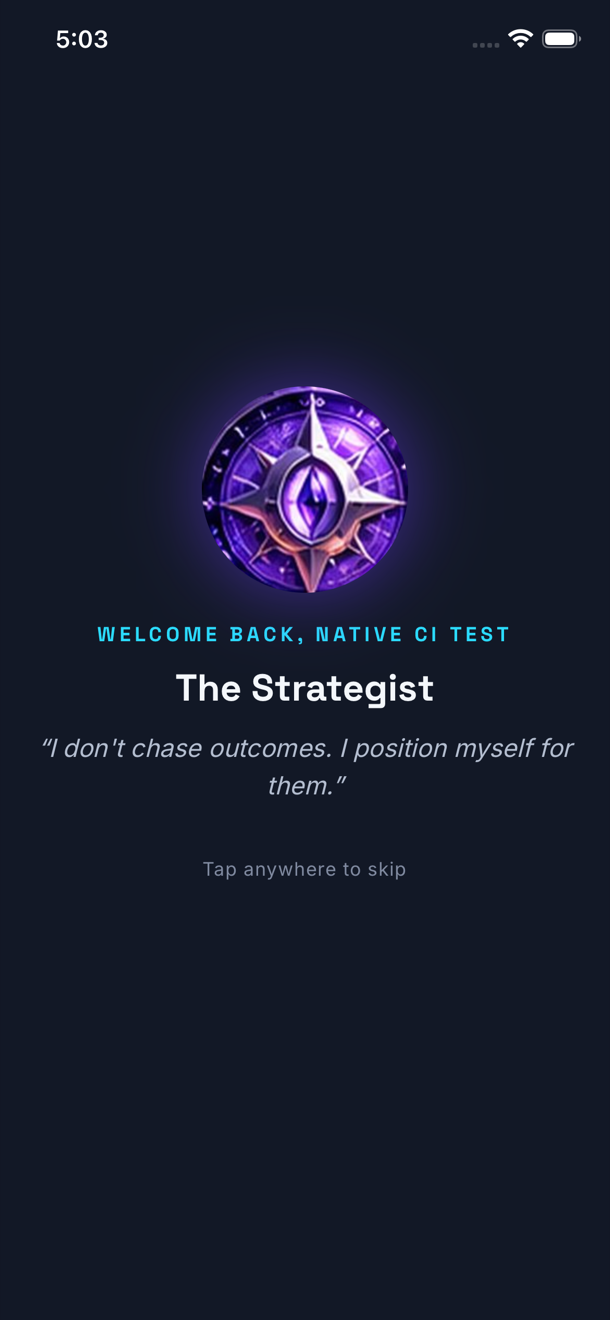 5:03
WELCOME BACK, NATIVE CI TEST
The Strategist
“I don't chase outcomes. I position myself for
them.”
Tap anywhere to skip